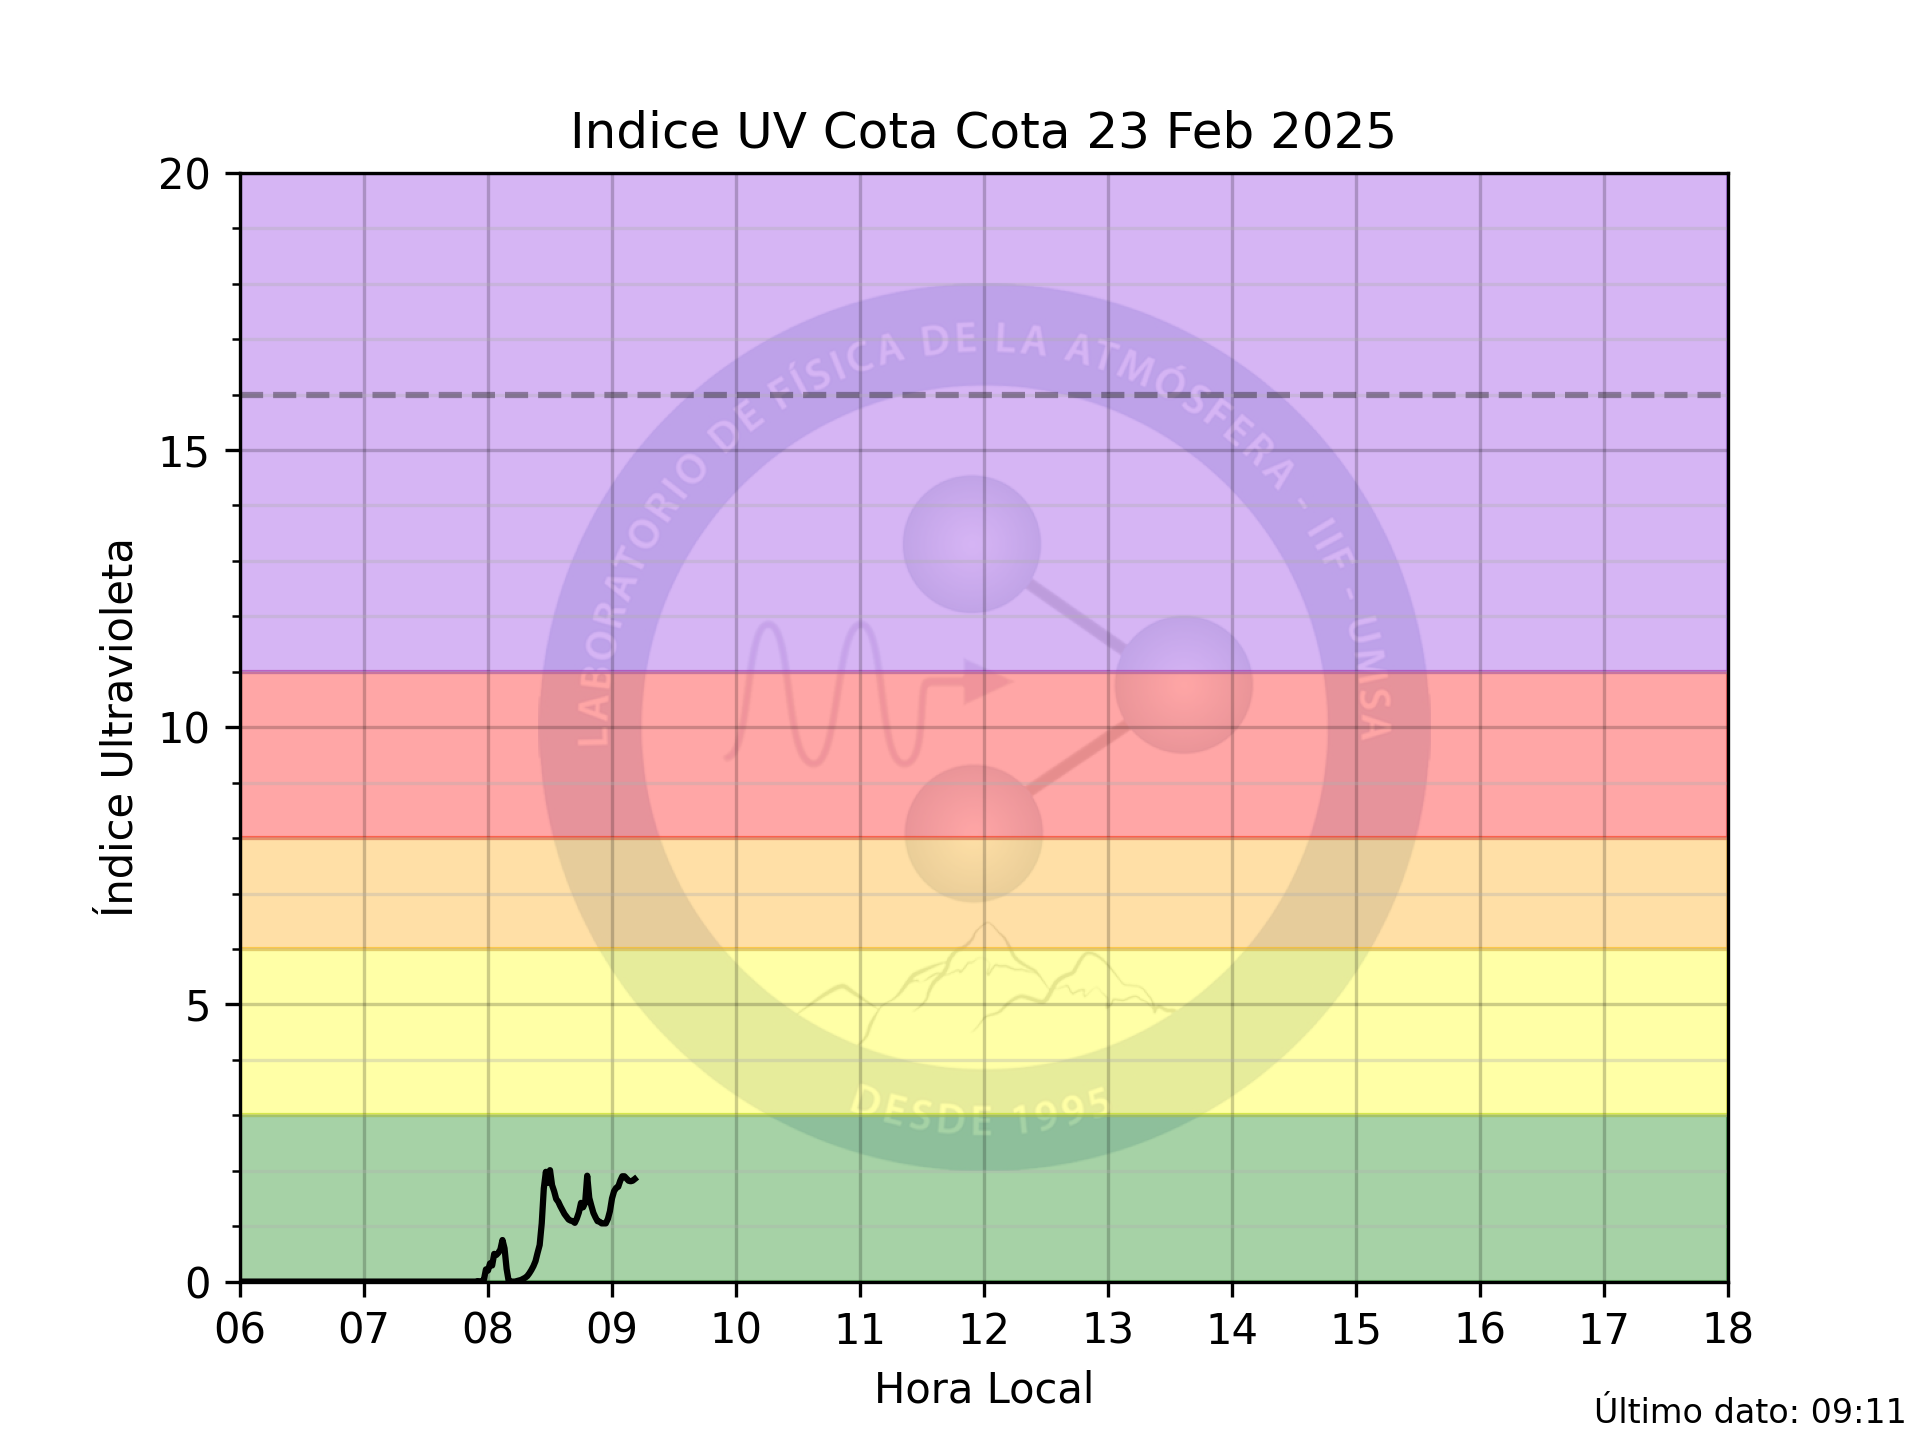 Indice UV Cota Cota 23 Feb 2025
20
15
10
5
0
Índice Ultravioleta
LABORATORIO DE FÍSICA DE LA ATMÓSFERA - IIF - UMSA
DESDE 1995
06 07 08 09 10 11 12 13 14 15 16 17 18
Hora Local
Último dato: 09:11